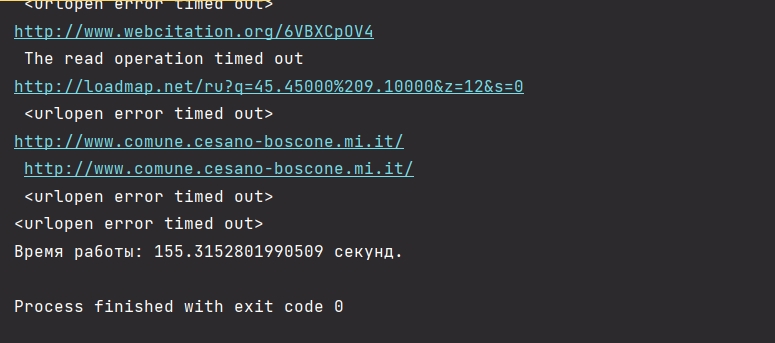 <urlopen error timed out>
http://www.webcitation.org/6VBXCpOV4
The read operation timed out
http://loadmap.net/ru?q=45.45000%209.10000&z=12&s=0
<urlopen error timed out>
http://www.comune.cesano-boscone.mi.it/
http://www.comune.cesano-boscone.mi.it/
<urlopen error timed out>
<urlopen error timed out>
Время работы: 155.3152801990509 секунд.
Process finished with exit code 0